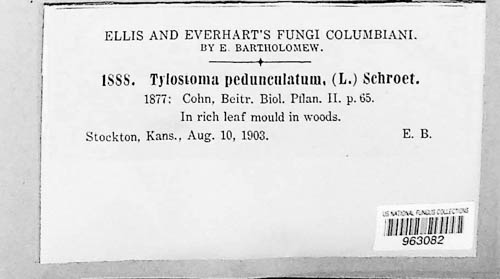 ELLIS AND EVERHART'S FUNGI COLUMBIANI.
BY E. BARTHOLOMEW.
1888. Tylostoma pedunculatum, (L.) Schroet.
1877: Cohn, Beitr. Biol. Pflan. II. p. 65.
In rich leaf mould in woods.
Stockton, Kans., Aug. 10, 1903. E. B.
US NATIONAL FUNGUS COLLECTIONS
963082